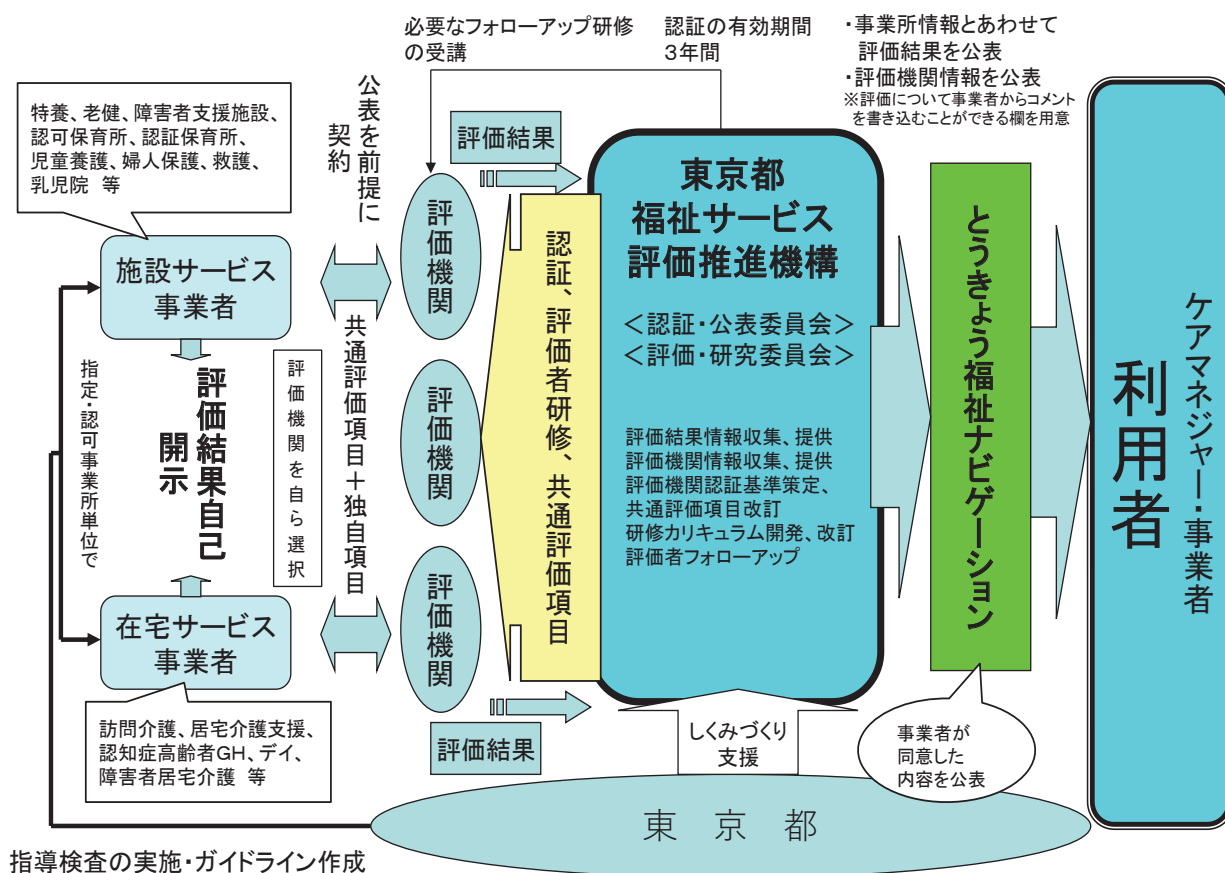 必要なフォローアップ研修
の受講
認証の有効期間
3年間
・事業所情報とあわせて
評価結果を公表
・評価機関情報を公表
※評価について事業者からコメント
を書き込むことができる欄を用意
特養、老健、障害者支援施設、
認可保育所、認証保育所、
児童養護、婦人保護、救護、
乳児院 等
公表を前提に
契約
評価結果
施設サービス
事業者
評価機関
認証、評価者研修、共通評価項目
東京都
福祉サービス
評価推進機構
<認証・公表委員会>
<評価・研究委員会>
評価結果情報収集、提供
評価機関情報収集、提供
評価機関認証基準策定、
共通評価項目改訂
研修カリキュラム開発、改訂
評価者フォローアップ
とうきょう福祉ナビゲーション
ケアマネジャー・事業者
利用者
指定・認可事業所単位で
評価結果自己
開示
評価機関を自ら選択
共通評価項目+独自項目
評価機関
評価機関
在宅サービス
事業者
訪問介護、居宅介護支援、
認知症高齢者GH、デイ、
障害者居宅介護 等
評価結果
しくみづくり
支援
事業者が
同意した
内容を公表
東 京 都
指導検査の実施・ガイドライン作成